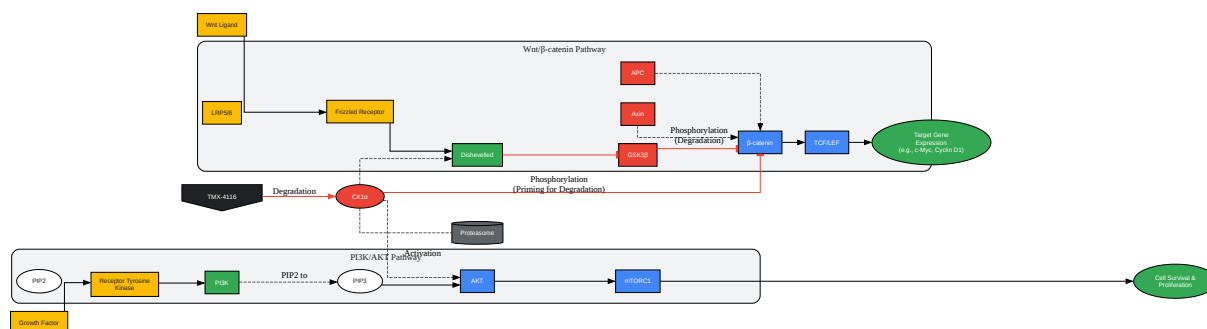 Wnt Ligand
Wnt/β-catenin Pathway
APC
LRP5/6
Frizzled Receptor
Axin
Phosphorylation
(Degradation)
Dishevelled
GSK3β
β-catenin
TCF/LEF
Target Gene
Expression
(e.g., c-Myc, Cyclin D1)
TMX-4116
Degradation
CK1α
Phosphorylation
(Priming for Degradation)
Proteasome
Activation
PI3K/AKT Pathway
PIP2
Receptor Tyrosine
Kinase
PI3K
PIP2 to
PIP3
AKT
mTORC1
Cell Survival &
Proliferation
Growth Factor